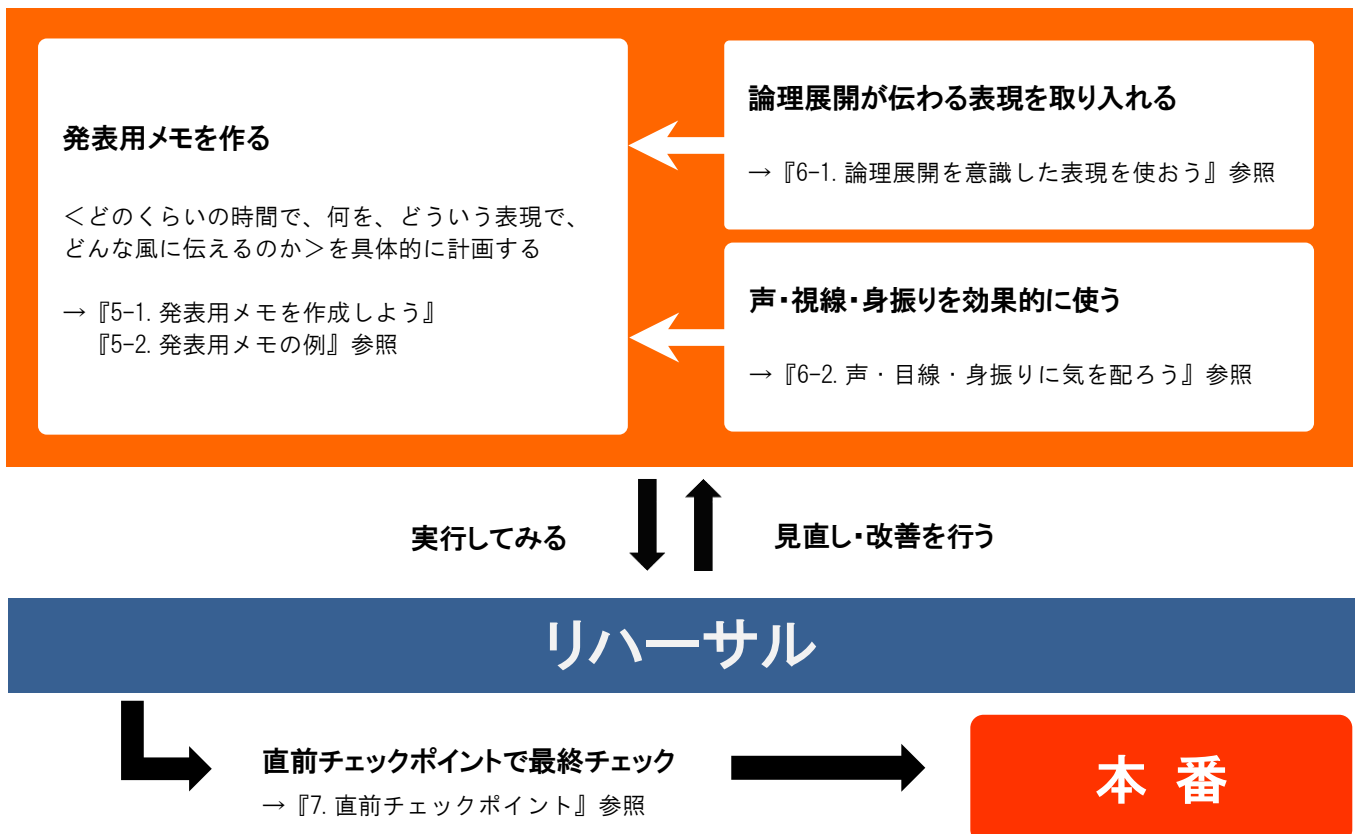 発表用メモを作る
＜どのくらいの時間で、何を、どういう表現で、
どんな風に伝えるのか＞を具体的に計画する
→『5-1. 発表用メモを作成しよう』
『5-2. 発表用メモの例』参照
論理展開が伝わる表現を取り入れる
→『6-1. 論理展開を意識した表現を使おう』参照
声・視線・身振りを効果的に使う
→『6-2. 声・目線・身振りに気を配ろう』参照
実行してみる
見直し・改善を行う
リハーサル
直前チェックポイントで最終チェック
→『7. 直前チェックポイント』参照
本 番